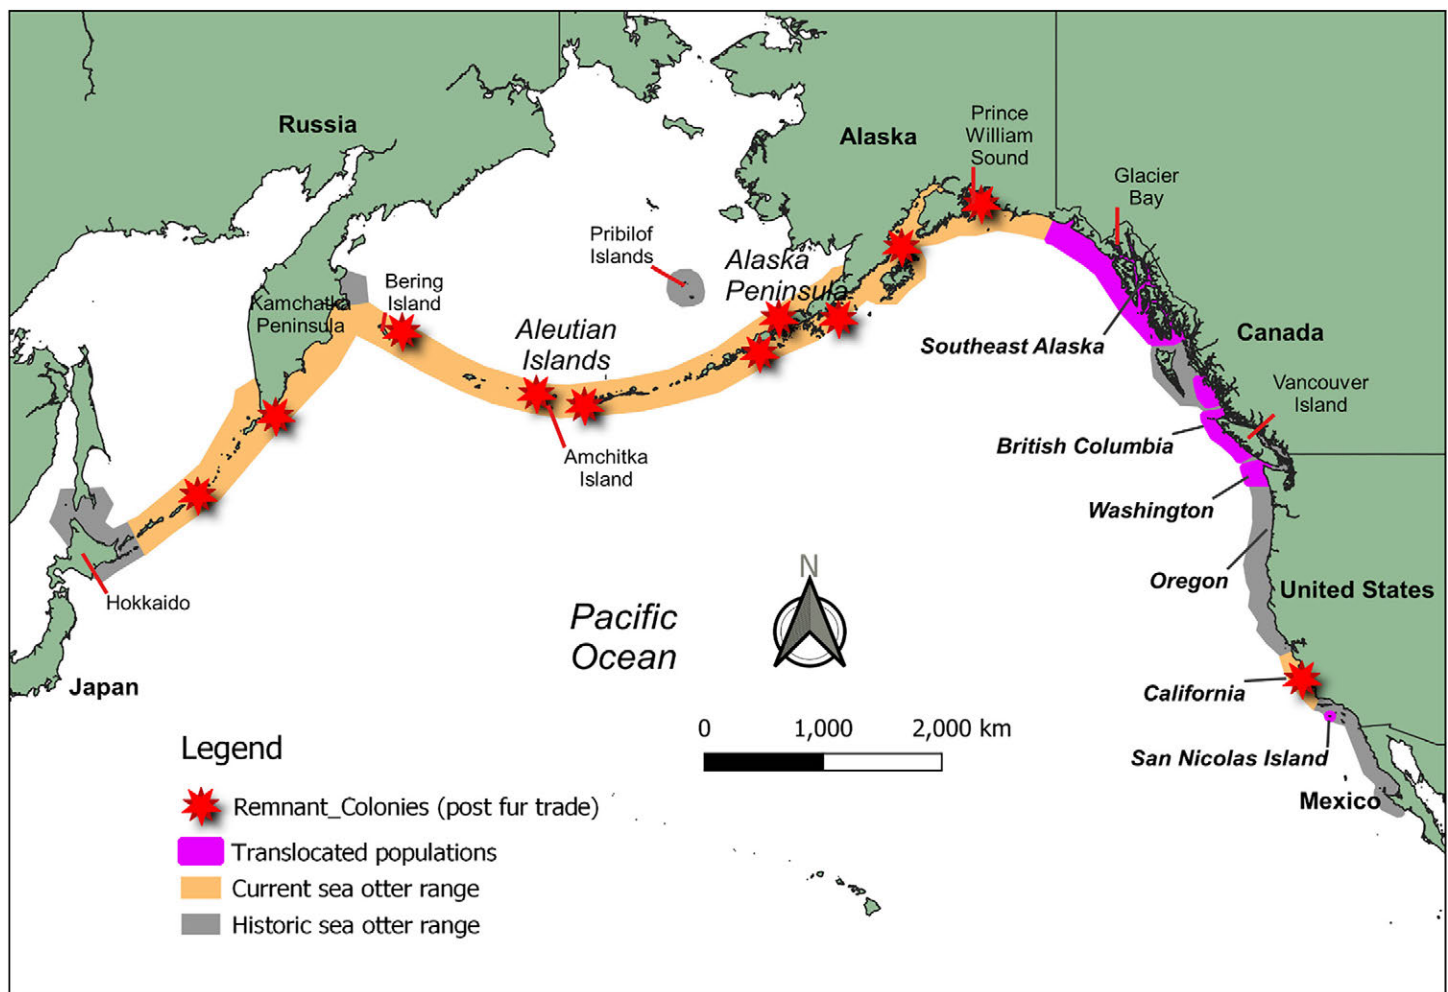 Prince
William
Sound
Russia
Alaska
Glacier
Bay
Pribilof
Islands
Alaska
Peninsula
Bering
Island
Kamchatka
Peninsula
Aleutian
Islands
Southeast Alaska
Canada
Vancouver
Island
British Columbia
Amchitka
Island
Washington
N
Oregon
United States
Hokkaido
Pacific
Ocean
Japan
California
0 1,000 2,000 km
San Nicolas Island
Mexico
Legend
Remnant_Colonies (post fur trade)
Translocated populations
Current sea otter range
Historic sea otter range